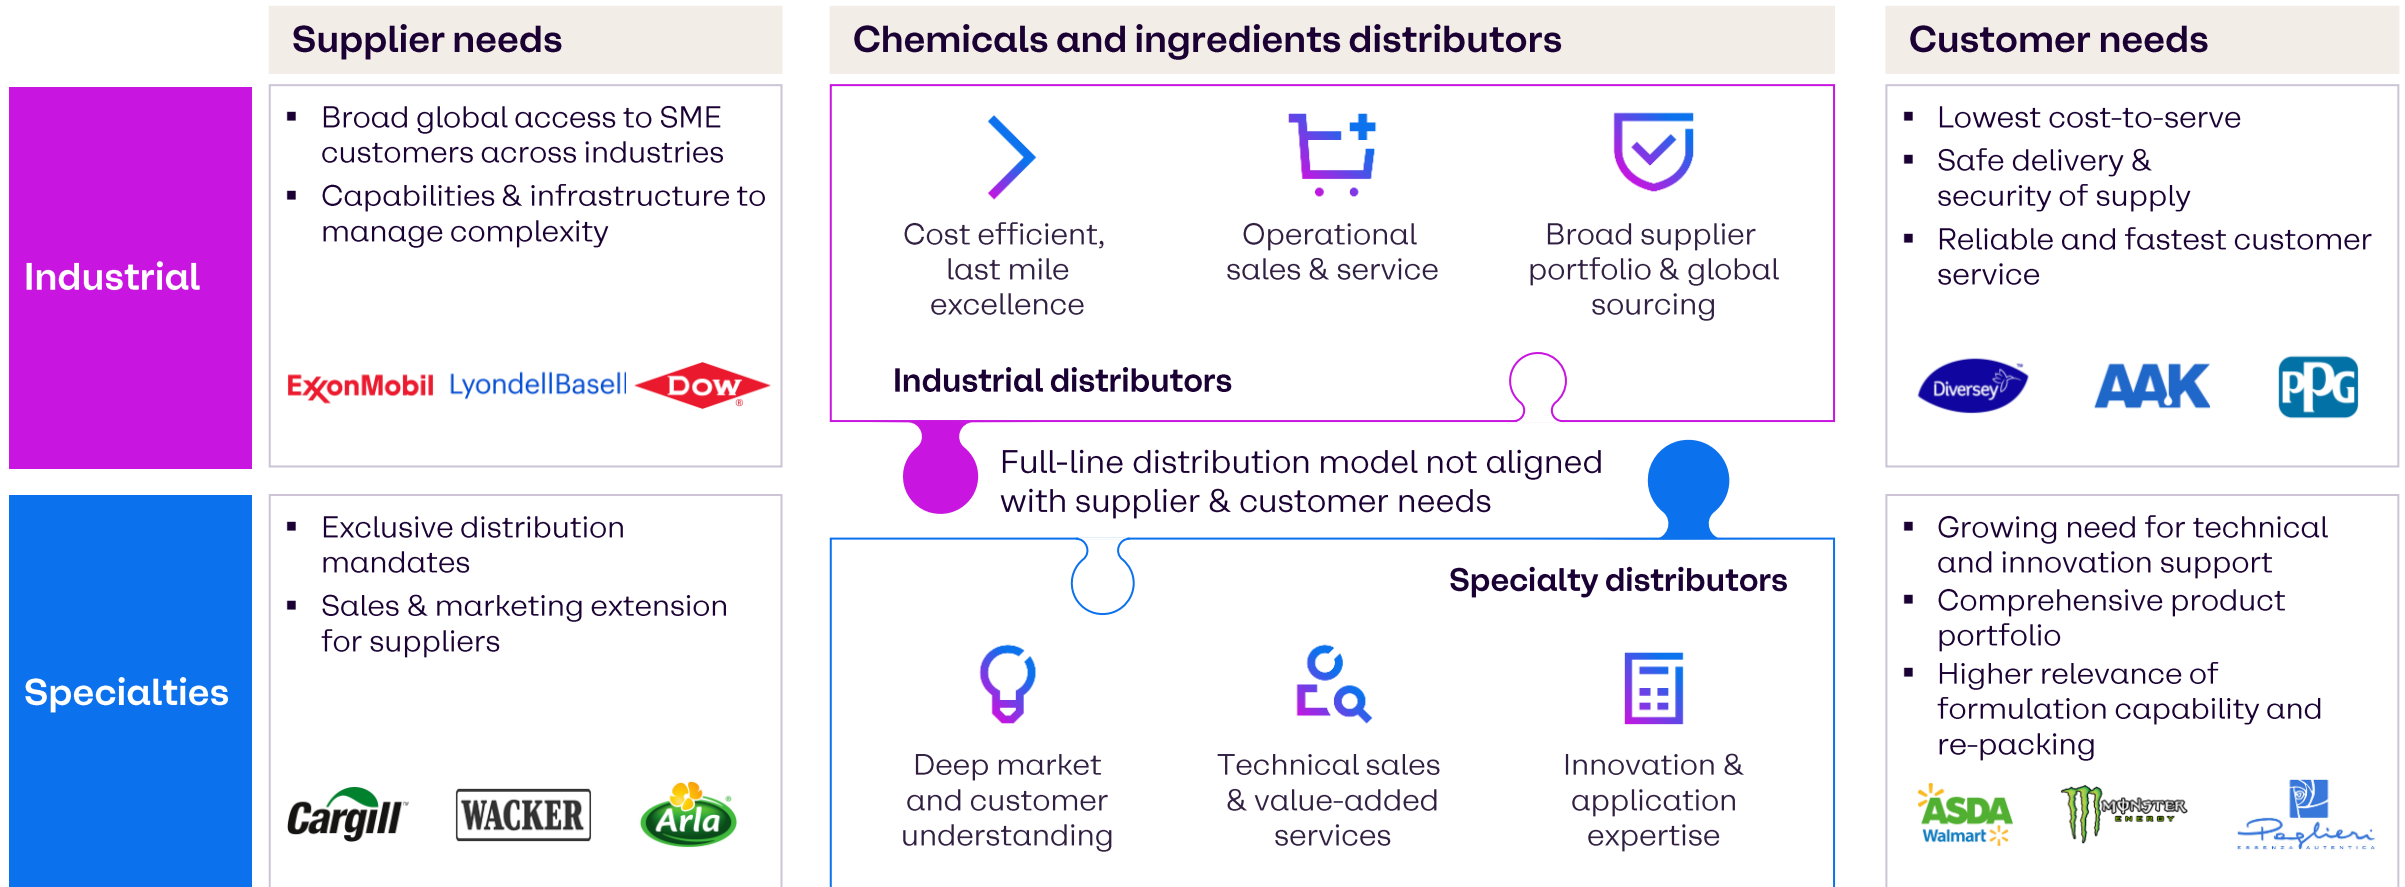 Supplier needs
Chemicals and ingredients distributors
Customer needs
Industrial
▪ Broad global access to SME
customers across industries
▪ Capabilities & infrastructure to
manage complexity
ExxonMobil
LyondellBasell
DOW
®
Cost efficient,
last mile
excellence
Operational
sales & service
Broad supplier
portfolio & global
sourcing
Industrial distributors
▪ Lowest cost-to-serve
▪ Safe delivery &
security of supply
▪ Reliable and fastest customer
service
Diversey™
AAK
PPG
Full-line distribution model not aligned
with supplier & customer needs
Specialties
▪ Exclusive distribution
mandates
▪ Sales & marketing extension
for suppliers
Cargill™
WACKER
Arla®
Specialty distributors
Deep market
and customer
understanding
Technical sales
& value-added
services
Innovation &
application
expertise
▪ Growing need for technical
and innovation support
▪ Comprehensive product
portfolio
▪ Higher relevance of
formulation capability and
re-packing
ASDA
Walmart
MONSTER
ENERGY
Paglieri
ESSENZA AUTENTICA